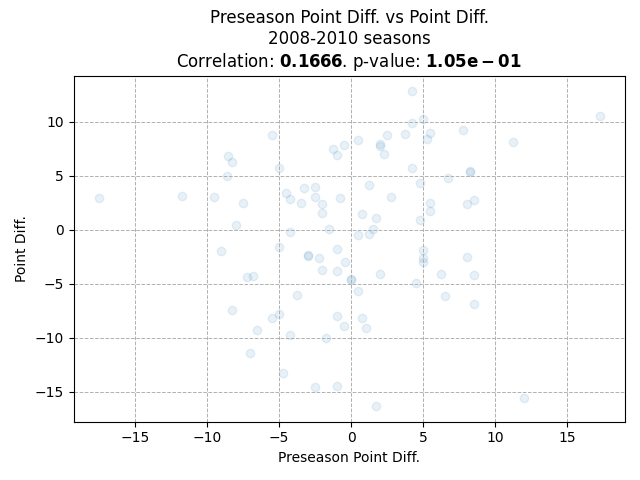 Preseason Point Diff. vs Point Diff.
2008-2010 seasons
Correlation: 0.1666. p-value: 1.05e − 01
10
5
0
−5
−10
−15
Point Diff.
−15 −10 −5 0 5 10 15
Preseason Point Diff.